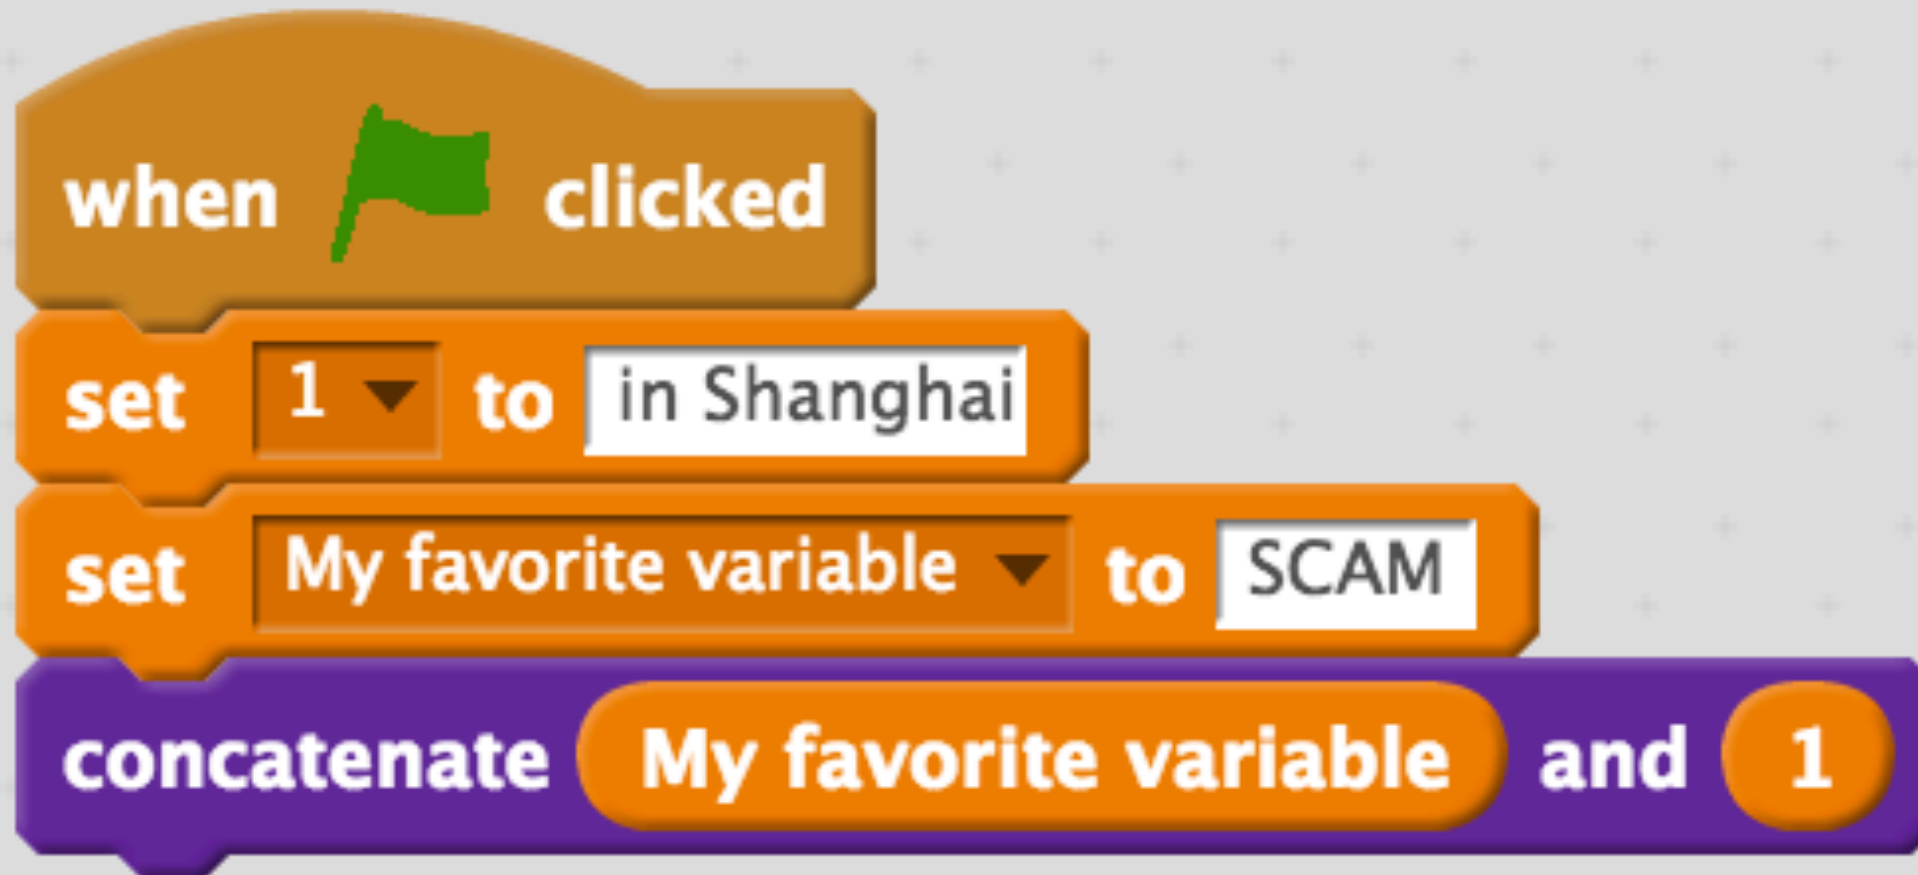 when clicked
set 1 to in Shanghai
set My favorite variable to SCAM
concatenate My favorite variable and 1